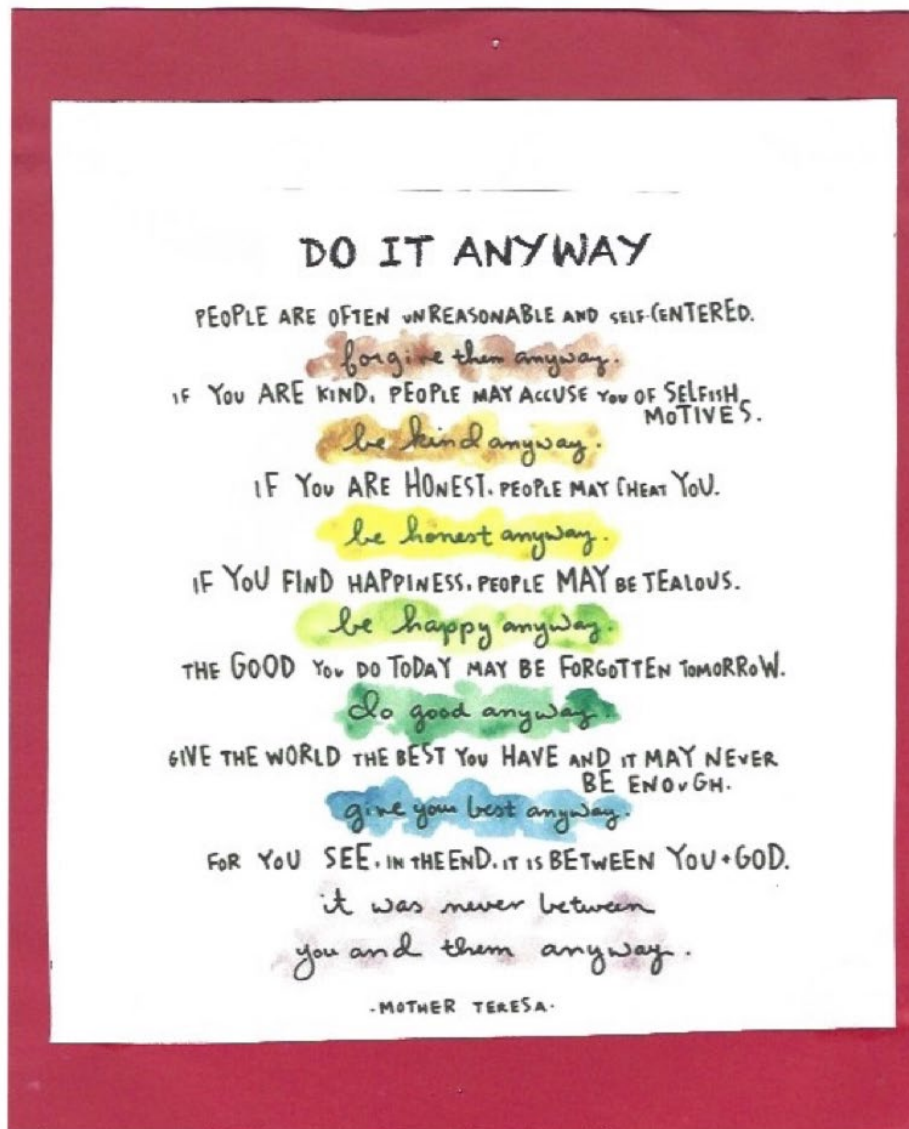 DO IT ANYWAY
PEOPLE ARE OFTEN UNREASONABLE AND SELF-CENTERED.
forgive them anyway.
IF YOU ARE KIND, PEOPLE MAY ACCUSE YOU OF SELFISH
MOTIVES.
be kind anyway.
IF YOU ARE HONEST, PEOPLE MAY CHEAT YOU.
be honest anyway.
IF YOU FIND HAPPINESS, PEOPLE MAY BE JEALOUS.
be happy anyway.
THE GOOD YOU DO TODAY MAY BE FORGOTTEN TOMORROW.
do good anyway.
GIVE THE WORLD THE BEST YOU HAVE AND IT MAY NEVER
BE ENOUGH.
give your best anyway.
FOR YOU SEE, IN THE END, IT IS BETWEEN YOU + GOD.
it was never between
you and them anyway.
-MOTHER TERESA-